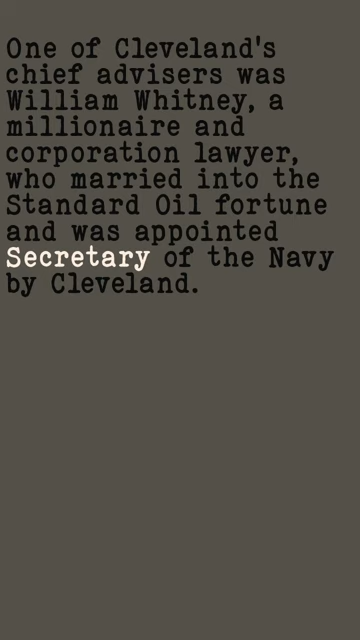 One of Cleveland's
chief advisers was
William Whitney, a
millionaire and
corporation lawyer,
who married into the
Standard Oil fortune
and was appointed
Secretary of the Navy
by Cleveland.